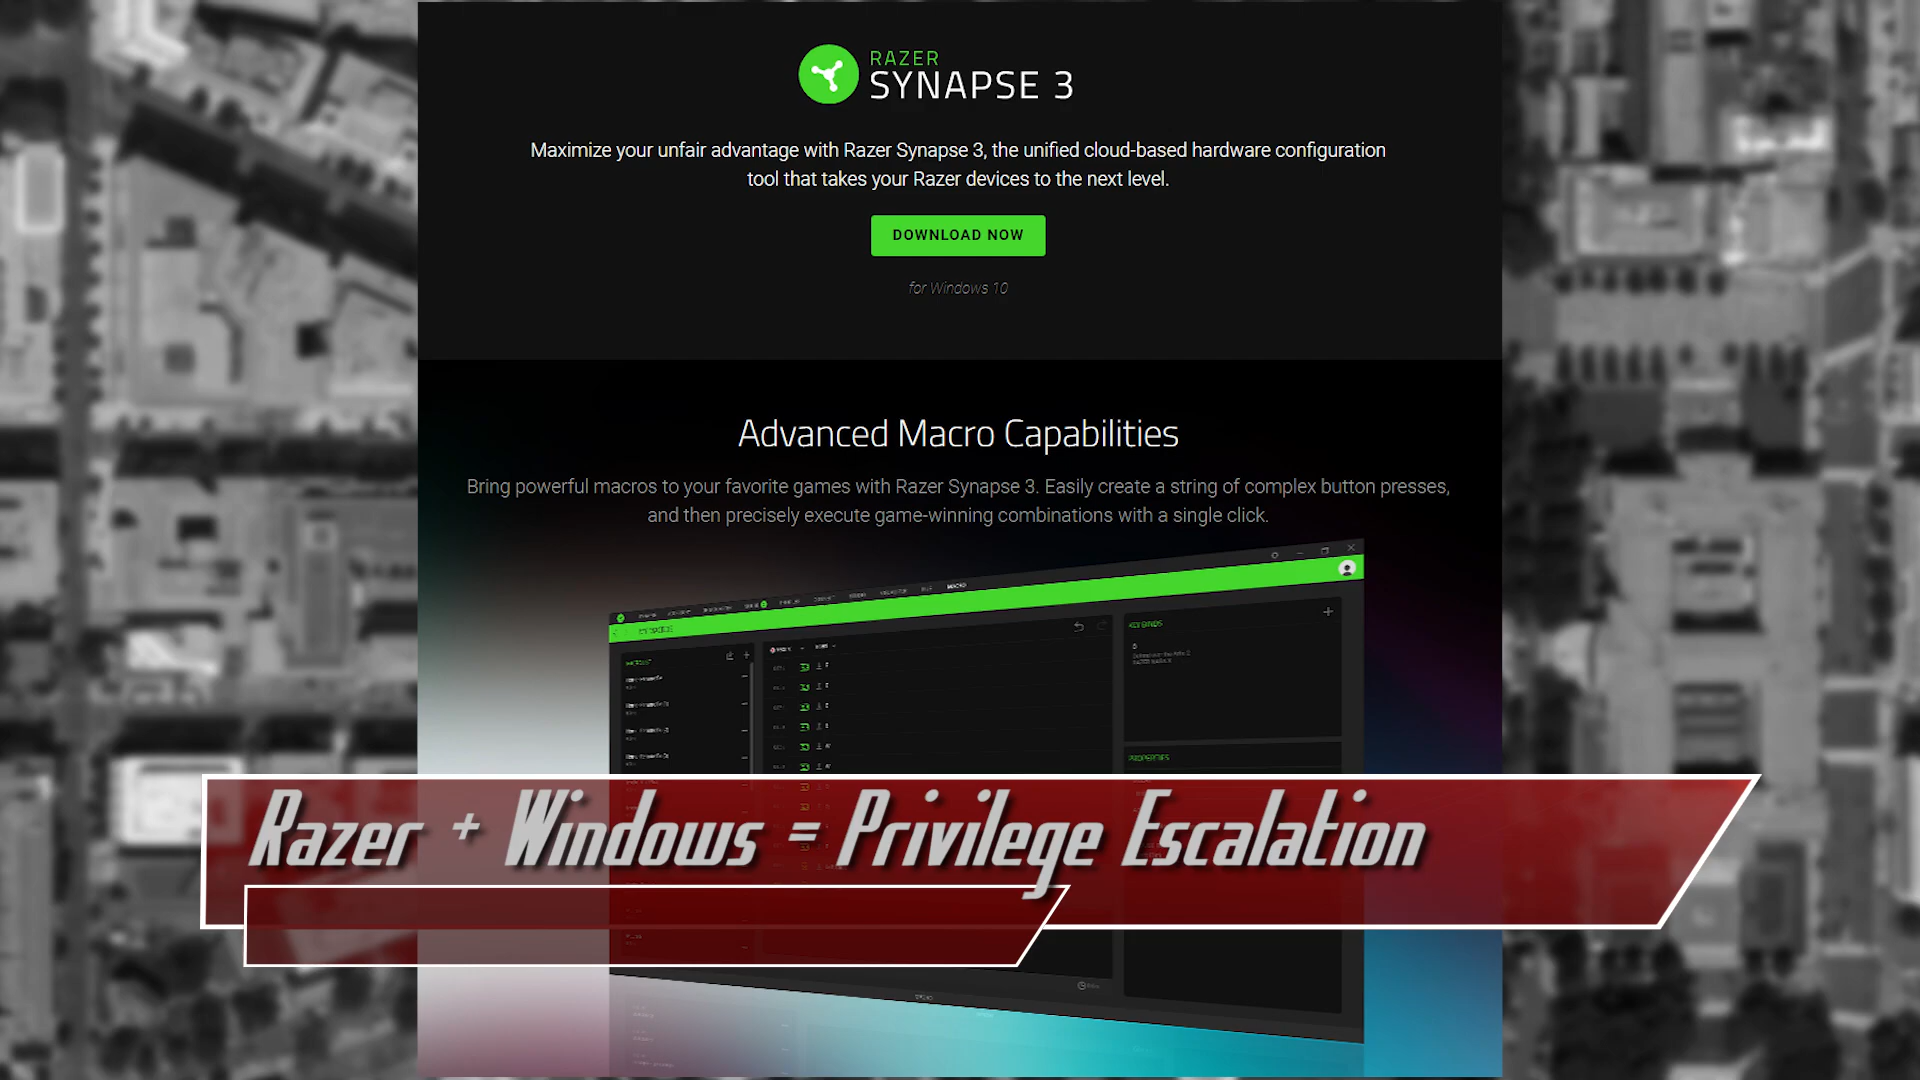 RAZER
SYNAPSE 3
Maximize your unfair advantage with Razer Synapse 3, the unified cloud-based hardware configuration
tool that takes your Razer devices to the next level.
DOWNLOAD NOW
for Windows 10
Advanced Macro Capabilities
Bring powerful macros to your favorite games with Razer Synapse 3. Easily create a string of complex button presses,
and then precisely execute game-winning combinations with a single click.
MACRO
PROPERTIES
Razer + Windows = Privilege Escalation